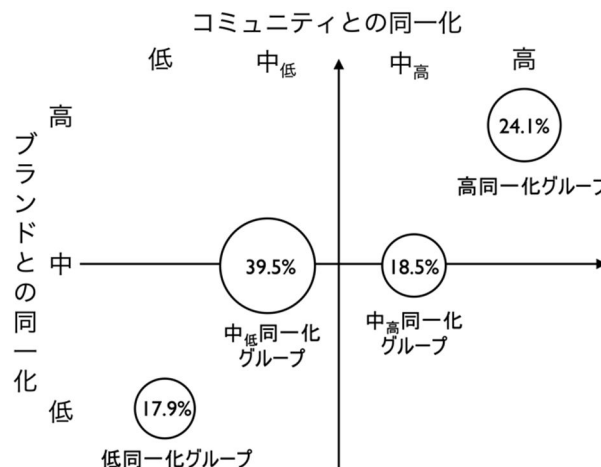 コミュニティとの同一化
低 中低 中高 高
ブランドとの同一化
高
24.1%
高同一化グループ
中
39.5%
18.5%
中低同一化
グループ
中高同一化
グループ
低
17.9%
低同一化グループ